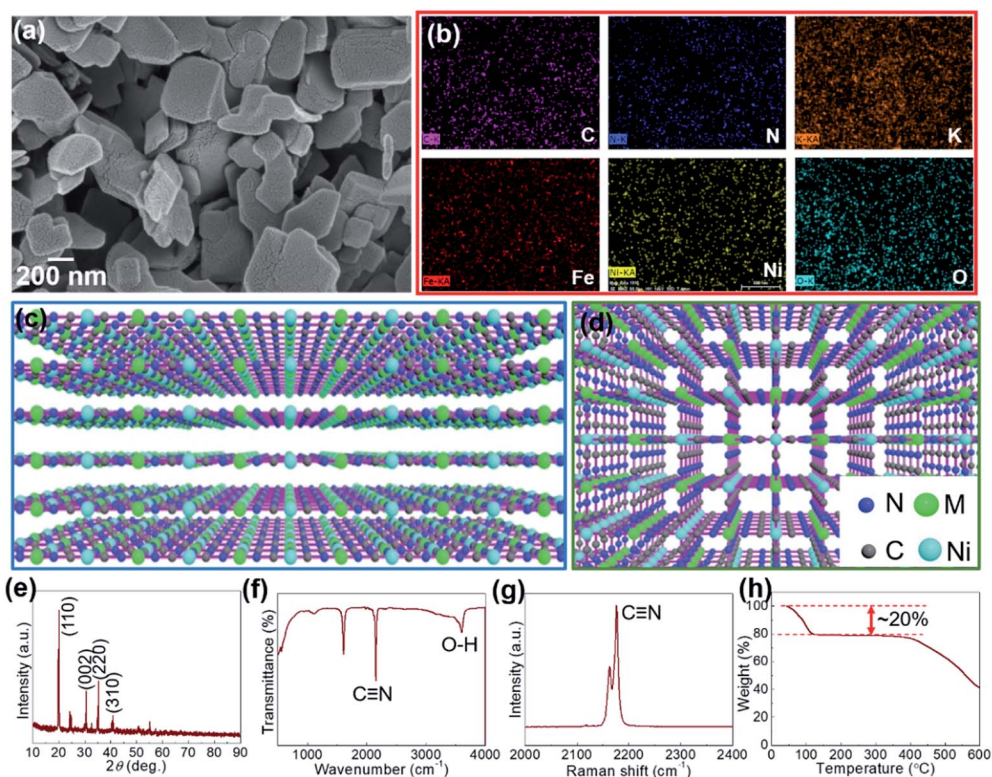 (a)
200 nm
(b)
C-K
C
N-K
N
K-KA
K
Fe-KA
Fe
Ni-KA
Ni
O-K
O
(c)
(d)
N
M
C
Ni
(e)
Intensity (a.u.)
(110)
(002)
(220)
(310)
10 20 30 40 50 60 70 80 90
2θ (deg.)
(f)
Transmittance (%)
C≡N
O-H
1000 2000 3000 4000
Wavenumber (cm⁻¹)
(g)
Intensity (a.u.)
C≡N
2000 2100 2200 2300 2400
Raman shift (cm⁻¹)
(h)
Weight (%)
100
80
60
40
20
0
~20%
0 100 200 300 400 500 600
Temperature (°C)